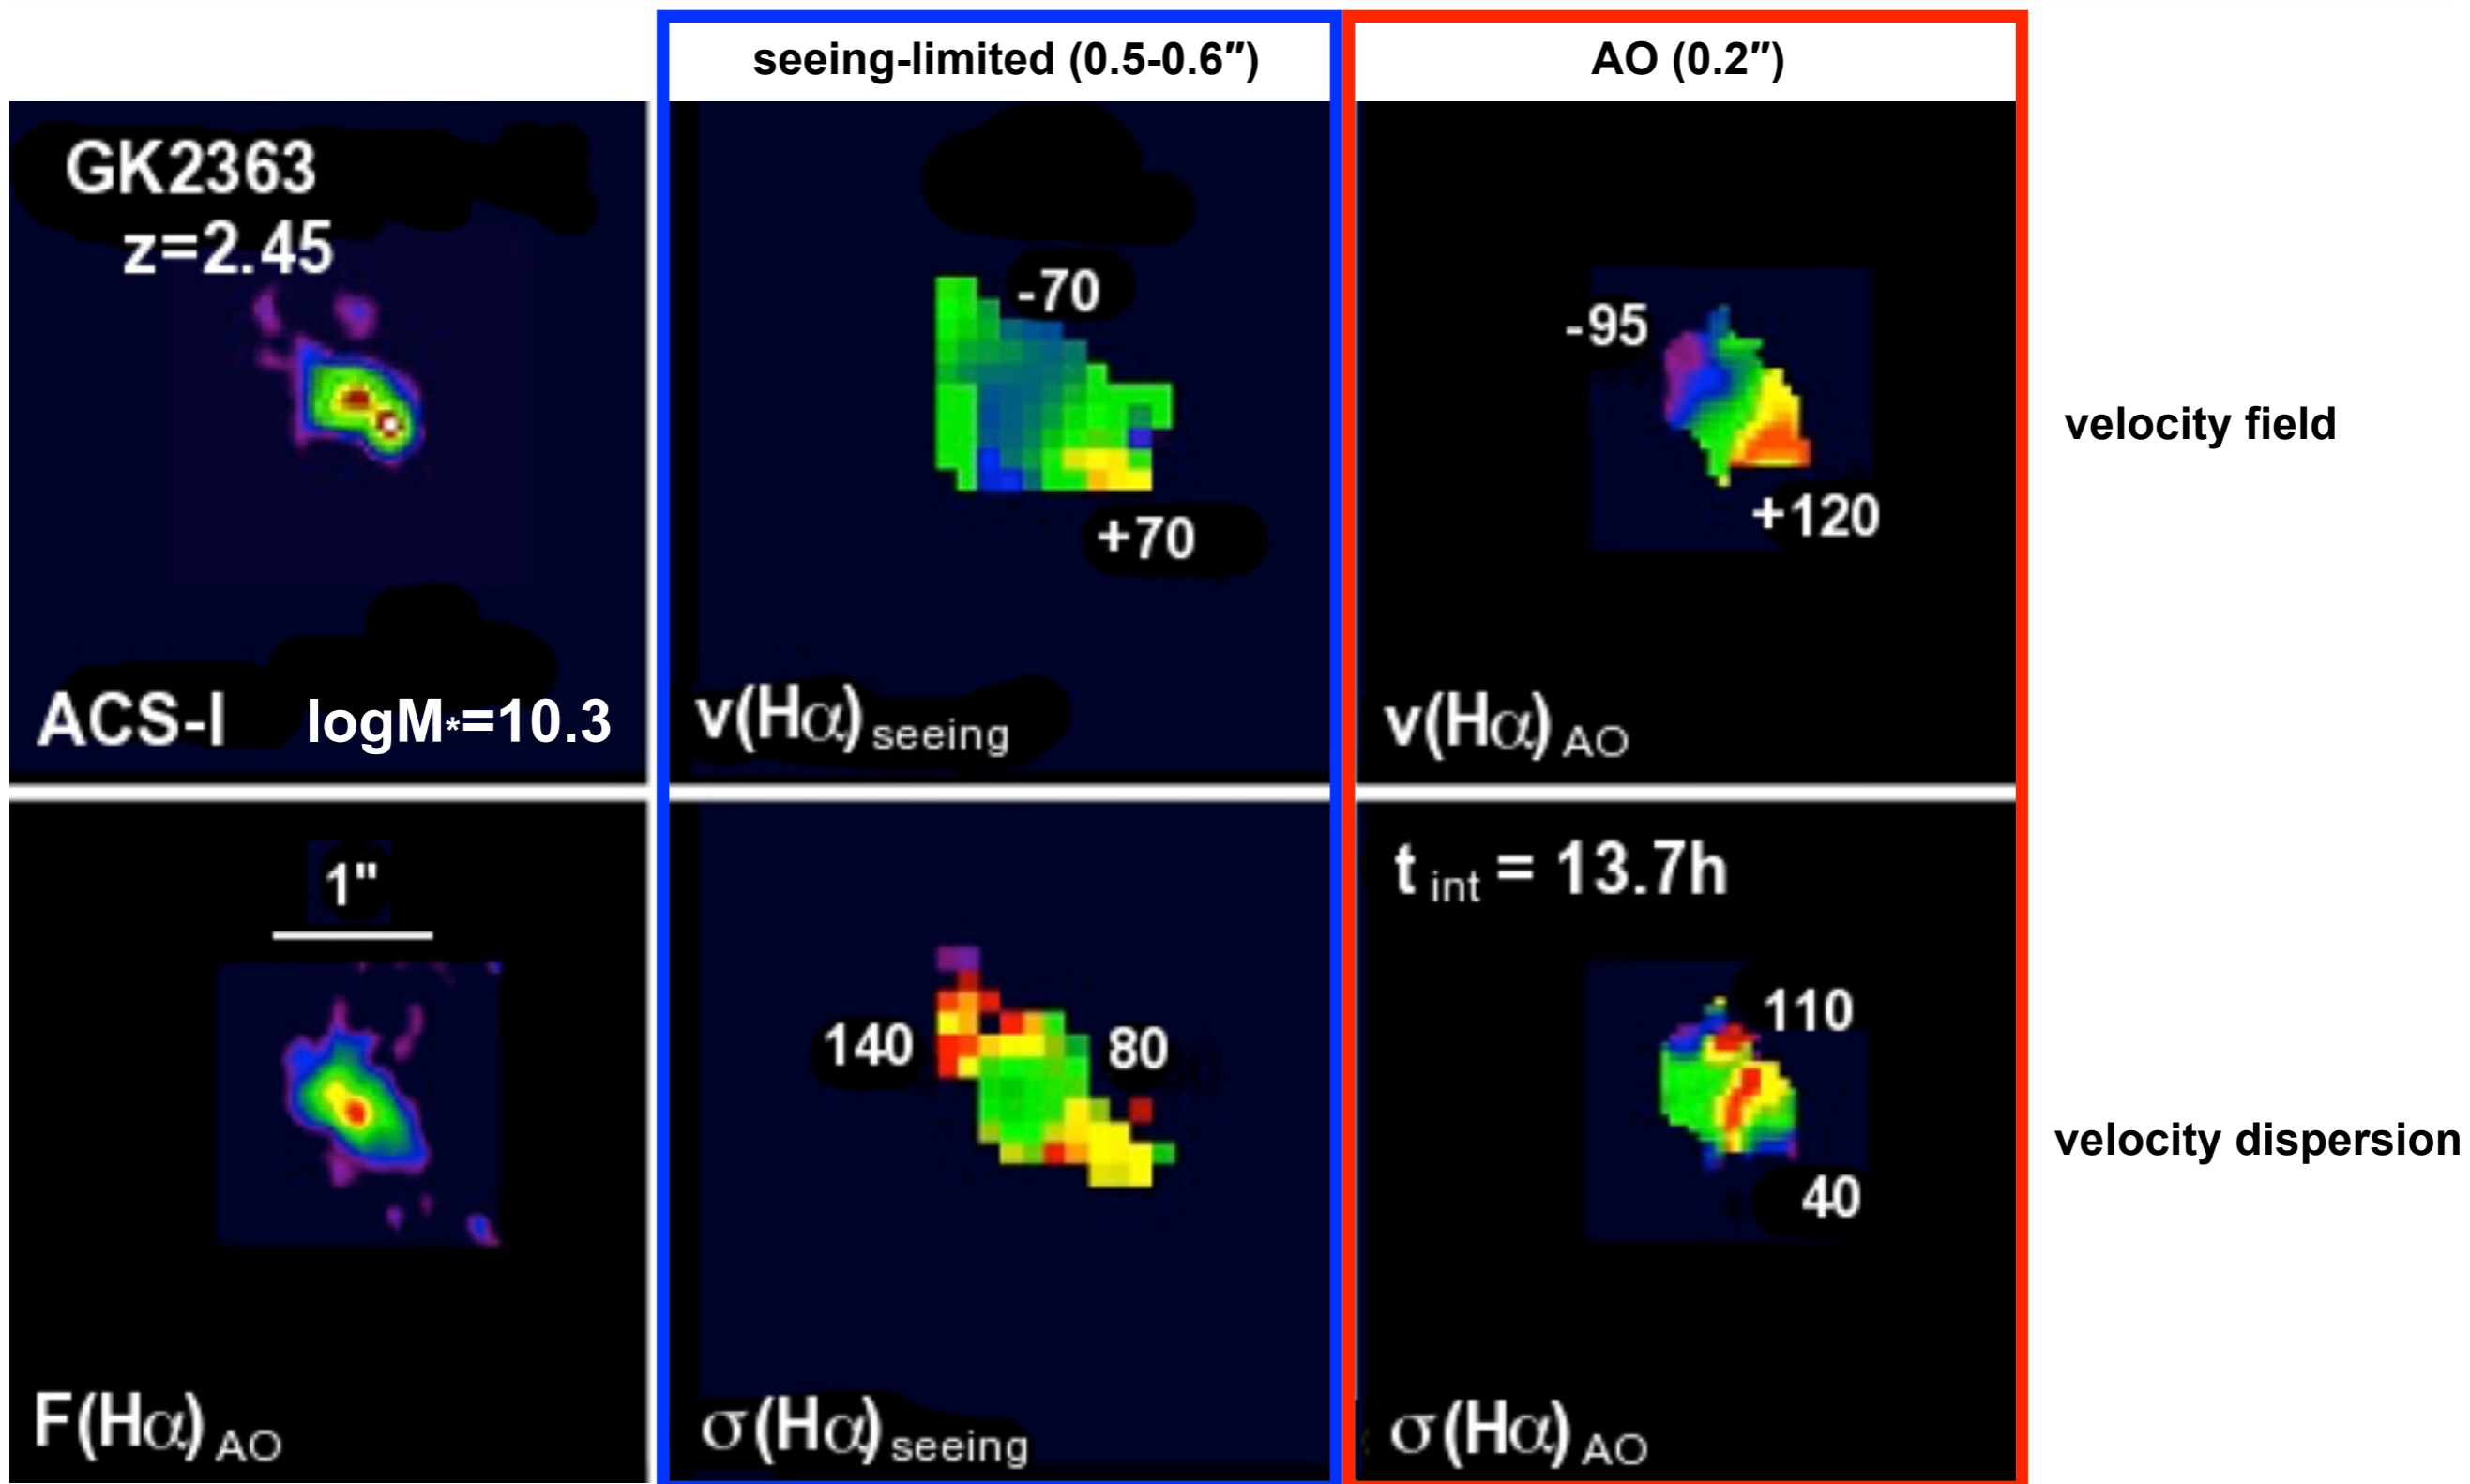 seeing-limited (0.5-0.6″)
AO (0.2″)
GK2363
z=2.45
ACS-I
logM*=10.3
-70
+70
v(Hα) seeing
-95
+120
v(Hα) AO
velocity field
1"
F(Hα) AO
140
80
σ(Hα) seeing
t int = 13.7h
110
40
σ(Hα) AO
velocity dispersion